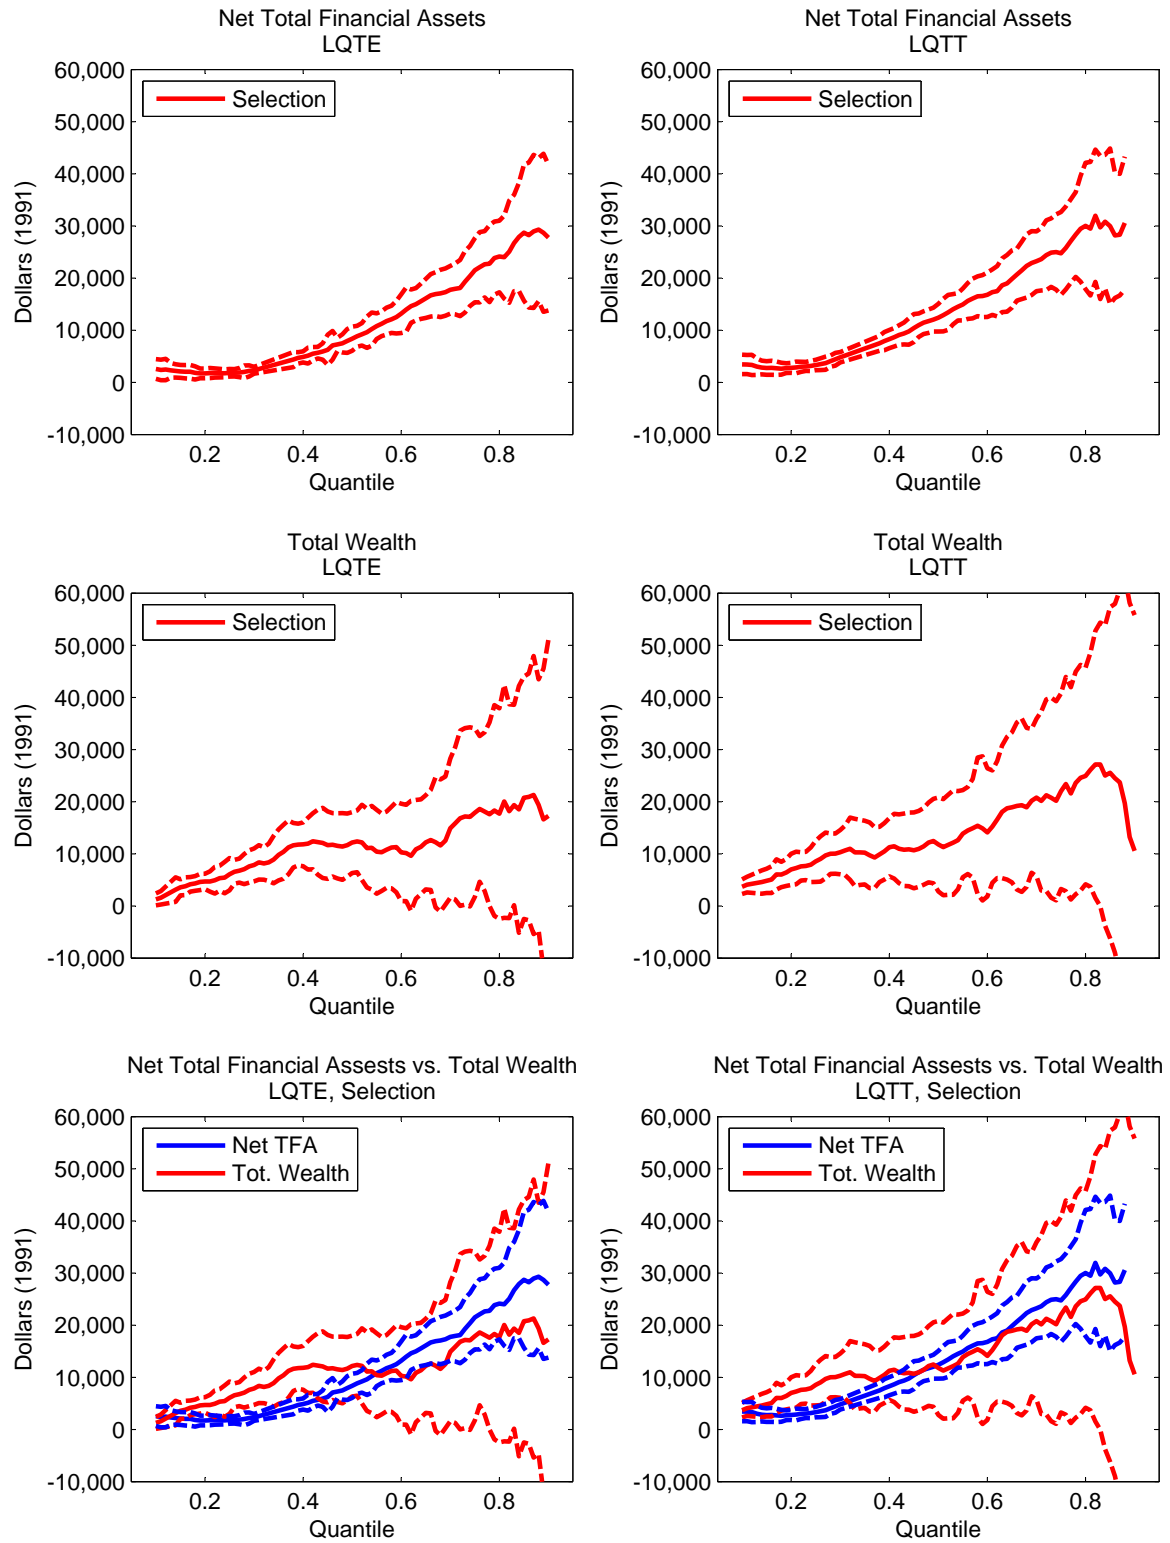 Net Total Financial Assets
LQTE
60,000
50,000
40,000
30,000
20,000
10,000
0
-10,000
Dollars (1991)
Selection
0.2 0.4 0.6 0.8
Quantile
Net Total Financial Assets
LQTT
60,000
50,000
40,000
30,000
20,000
10,000
0
-10,000
Dollars (1991)
Selection
0.2 0.4 0.6 0.8
Quantile
Total Wealth
LQTE
60,000
50,000
40,000
30,000
20,000
10,000
0
-10,000
Dollars (1991)
Selection
0.2 0.4 0.6 0.8
Quantile
Total Wealth
LQTT
60,000
50,000
40,000
30,000
20,000
10,000
0
-10,000
Dollars (1991)
Selection
0.2 0.4 0.6 0.8
Quantile
Net Total Financial Assests vs. Total Wealth
LQTE, Selection
60,000
50,000
40,000
30,000
20,000
10,000
0
-10,000
Dollars (1991)
Net TFA
Tot. Wealth
0.2 0.4 0.6 0.8
Quantile
Net Total Financial Assests vs. Total Wealth
LQTT, Selection
60,000
50,000
40,000
30,000
20,000
10,000
0
-10,000
Dollars (1991)
Net TFA
Tot. Wealth
0.2 0.4 0.6 0.8
Quantile